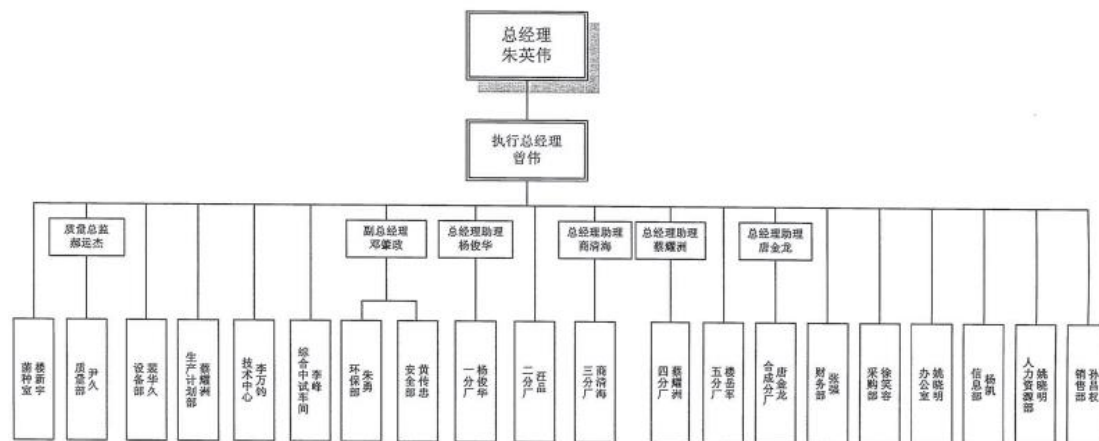 总经理
朱英伟
执行总经理
曾伟
质量总监
郝运杰
副总经理
邓肇政
总经理助理
杨俊华
总经理助理
商清海
总经理助理
蔡耀洲
总经理助理
唐金龙
楼新宇
菌种室
尹久
质量部
裴华久
设备部
蔡耀洲
生产计划部
李万钧
技术中心
李峰
综合中试车间
朱勇
环保部
黄传忠
安全部
杨俊华
一分厂
二分厂
商清海
三分厂
蔡耀洲
四分厂
楼岳军
五分厂
唐金龙
合成分厂
张强
财务部
徐笑容
采购部
姚晓明
办公室
杨凯
信息部
姚晓明
人力资源部
孙昌权
销售部